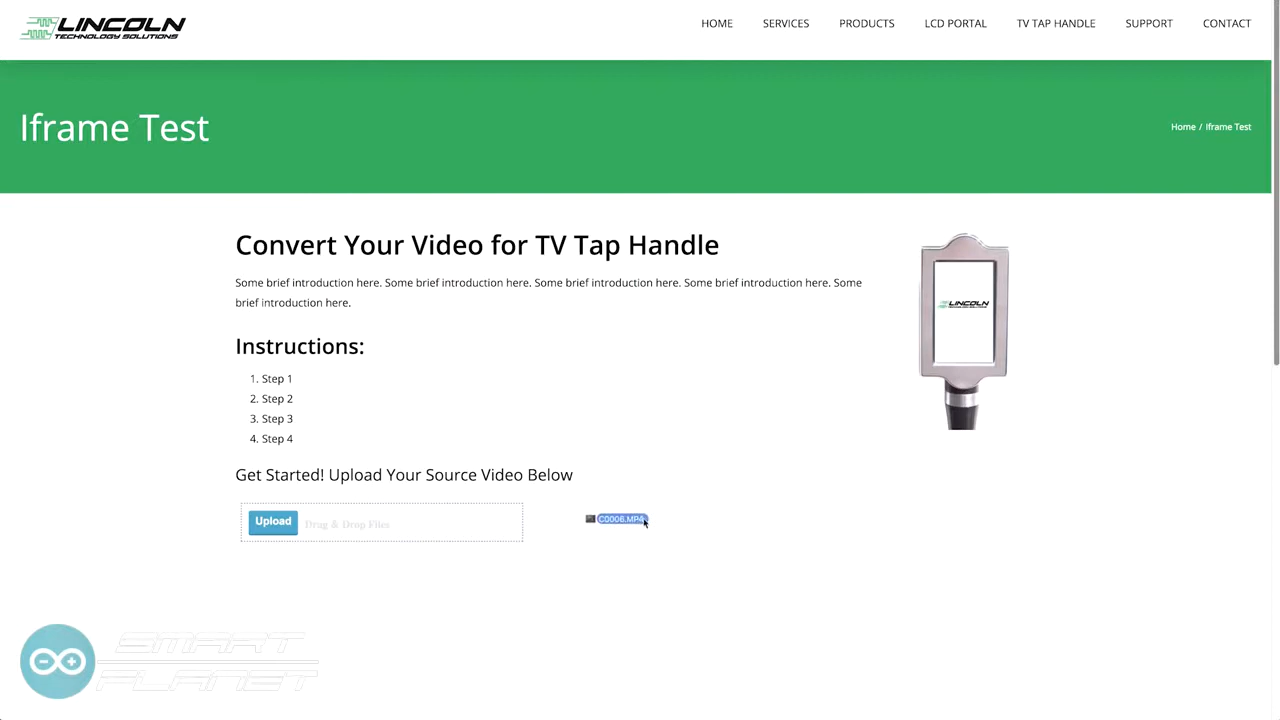 LINCOLN
TECHNOLOGY SOLUTIONS
HOME SERVICES PRODUCTS LCD PORTAL TV TAP HANDLE SUPPORT CONTACT
Iframe Test
Home / Iframe Test
Convert Your Video for TV Tap Handle
Some brief introduction here. Some brief introduction here. Some brief introduction here. Some brief introduction here. Some
brief introduction here.
LINCOLN
Instructions:
1. Step 1
2. Step 2
3. Step 3
4. Step 4
Get Started! Upload Your Source Video Below
Upload Drag & Drop Files
C0006.MP4
SMART
PLANET